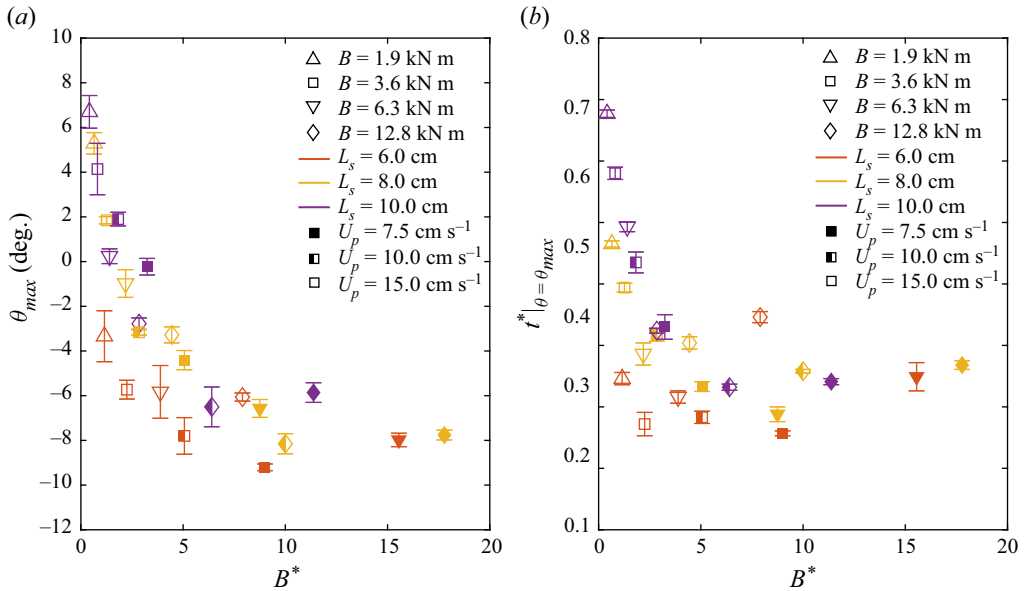 (a)
10
8
6
4
2
0
−2
−4
−6
−8
−10
−12
θmax (deg.)
0 5 10 15 20
B*
B = 1.9 kN m
B = 3.6 kN m
B = 6.3 kN m
B = 12.8 kN m
Ls = 6.0 cm
Ls = 8.0 cm
Ls = 10.0 cm
Up = 7.5 cm s−1
Up = 10.0 cm s−1
Up = 15.0 cm s−1
(b)
0.8
0.7
0.6
0.5
0.4
0.3
0.2
0.1
t*|θ = θmax
0 5 10 15 20
B*
B = 1.9 kN m
B = 3.6 kN m
B = 6.3 kN m
B = 12.8 kN m
Ls = 6.0 cm
Ls = 8.0 cm
Ls = 10.0 cm
Up = 7.5 cm s−1
Up = 10.0 cm s−1
Up = 15.0 cm s−1